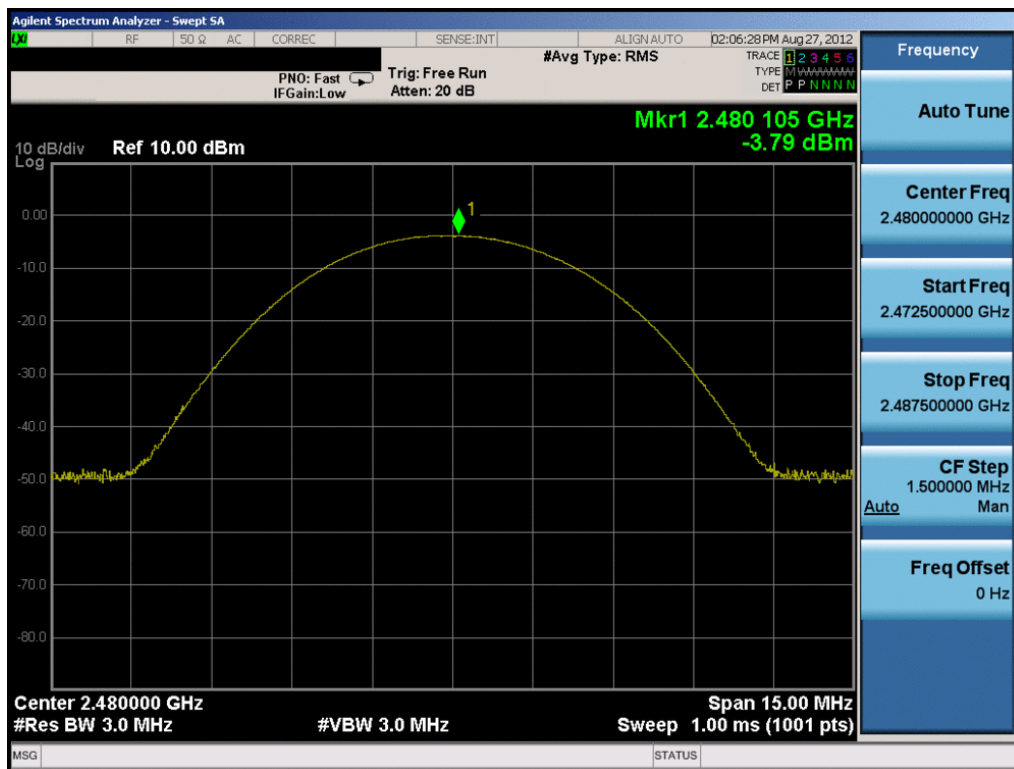 Agilent Spectrum Analyzer - Swept SA
LXI RF 50 Ω AC CORREC SENSE:INT ALIGN AUTO 02:06:28 PM Aug 27, 2012
#Avg Type: RMS
TRACE 1 2 3 4 5 6
TYPE M
DET P P N N N N
PNO: Fast
IFGain:Low
Trig: Free Run
Atten: 20 dB
Mkr1 2.480 105 GHz
-3.79 dBm
10 dB/div Ref 10.00 dBm
Log
1
0.00
-10.0
-20.0
-30.0
-40.0
-50.0
-60.0
-70.0
-80.0
Center 2.480000 GHz
Span 15.00 MHz
#Res BW 3.0 MHz
#VBW 3.0 MHz
Sweep 1.00 ms (1001 pts)
MSG
STATUS
Frequency
Auto Tune
Center Freq
2.480000000 GHz
Start Freq
2.472500000 GHz
Stop Freq
2.487500000 GHz
CF Step
1.500000 MHz
Auto Man
Freq Offset
0 Hz